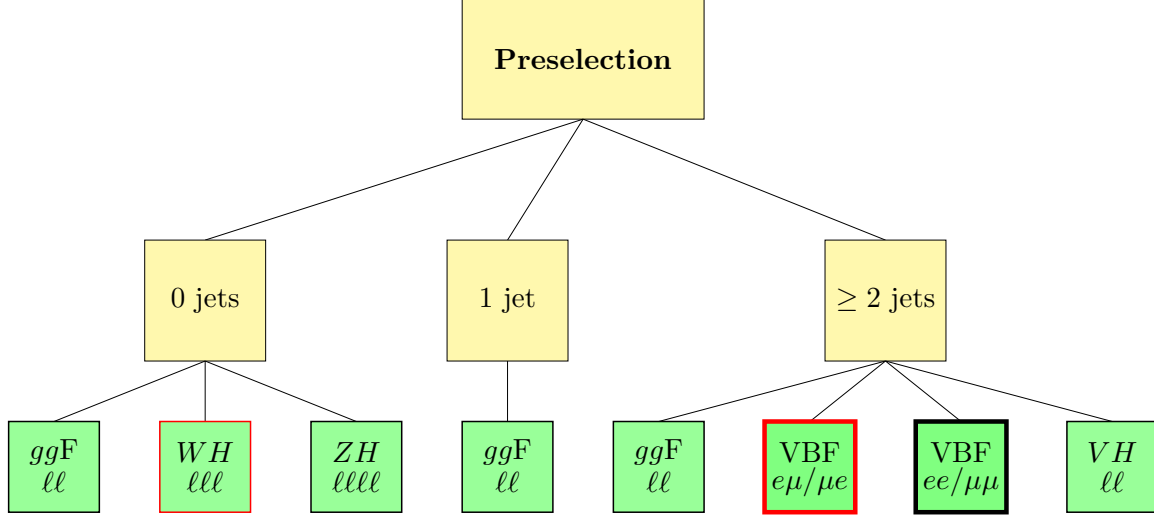 Preselection
0 jets
1 jet
≥ 2 jets
ggF
ℓℓ
WH
ℓℓℓ
ZH
ℓℓℓℓ
ggF
ℓℓ
ggF
ℓℓ
VBF
eμ/μe
VBF
ee/μμ
VH
ℓℓ